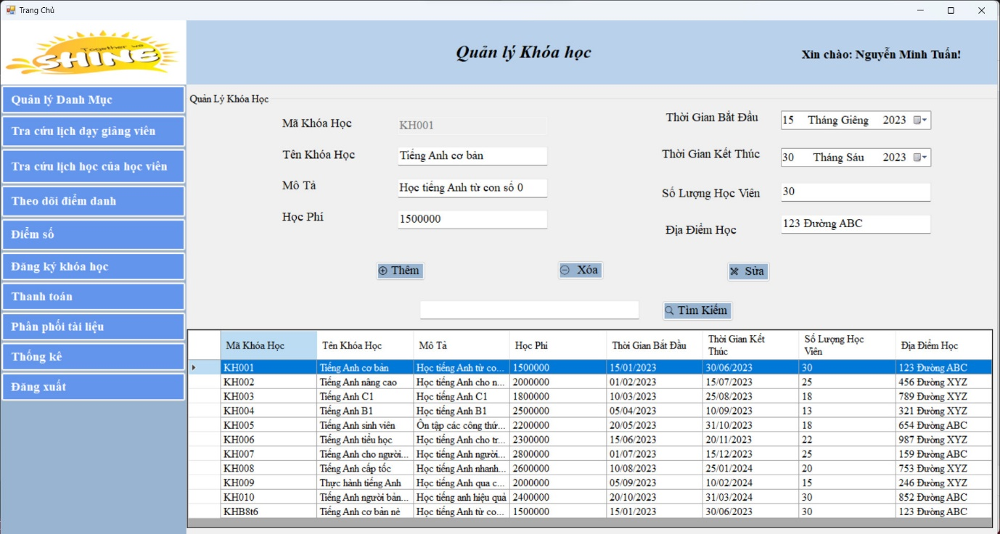 Trang Chủ
Together we
SHINE
Quản lý Khóa học
Xin chào: Nguyễn Minh Tuấn!
Quản lý Danh Mục
Tra cứu lịch dạy giảng viên
Tra cứu lịch học của học viên
Theo dõi điểm danh
Điểm số
Đăng ký khóa học
Thanh toán
Phân phối tài liệu
Thống kê
Đăng xuất
Quản Lý Khóa Học
Mã Khóa Học KH001
Tên Khóa Học Tiếng Anh cơ bản
Mô Tả Học tiếng Anh từ con số 0
Học Phí 1500000
Thời Gian Bắt Đầu 15 Tháng Giêng 2023
Thời Gian Kết Thúc 30 Tháng Sáu 2023
Số Lượng Học Viên 30
Địa Điểm Học 123 Đường ABC
Thêm Xóa Sửa
Tìm Kiếm
Mã Khóa Học Tên Khóa Học Mô Tả Học Phí Thời Gian Bắt Đầu Thời Gian Kết Thúc Số Lượng Học Viên Địa Điểm Học
KH001 Tiếng Anh cơ bản Học tiếng Anh từ co... 1500000 15/01/2023 30/06/2023 30 123 Đường ABC
KH002 Tiếng Anh nâng cao Học tiếng Anh cho n... 2000000 01/02/2023 15/07/2023 25 456 Đường XYZ
KH003 Tiếng Anh C1 Học tiếng Anh C1 1800000 10/03/2023 25/08/2023 18 789 Đường XYZ
KH004 Tiếng Anh B1 Học tiếng Anh B1 2500000 05/04/2023 10/09/2023 13 321 Đường XYZ
KH005 Tiếng Anh sinh viên Ôn tập các công thứ... 2200000 20/05/2023 31/10/2023 18 654 Đường ABC
KH006 Tiếng Anh tiểu học Học tiếng Anh cho tr... 2300000 15/06/2023 20/11/2023 22 987 Đường XYZ
KH007 Tiếng Anh cho người... Học tiếng Anh người... 2800000 01/07/2023 15/12/2023 25 159 Đường ABC
KH008 Tiếng Anh cấp tốc Học tiếng Anh nhanh... 2600000 10/08/2023 25/01/2024 20 753 Đường XYZ
KH009 Thực hành tiếng Anh Học tiếng Anh qua c... 2000000 05/09/2023 10/02/2024 15 246 Đường XYZ
KH010 Tiếng Anh người bản... Học tiếng anh hiệu quả 2400000 20/10/2023 31/03/2024 30 852 Đường ABC
KHB8t6 Tiếng Anh cơ bản nè Học tiếng Anh từ co... 1500000 15/01/2023 30/06/2023 30 123 Đường ABC